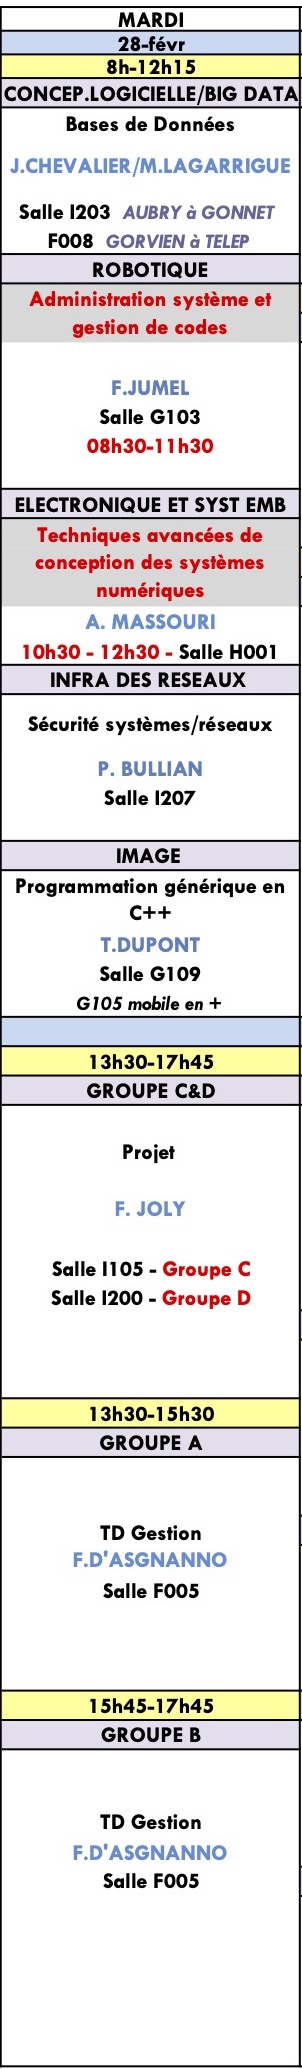 MARDI
28-févr
8h-12h15
CONCEP.LOGICIELLE/BIG DATA
Bases de Données
J.CHEVALIER/M.LAGARRIGUE
Salle I203 AUBRY à GONNET
F008 GORVIEN à TELEP
ROBOTIQUE
Administration système et
gestion de codes
F.JUMEL
Salle G103
08h30-11h30
ELECTRONIQUE ET SYST EMB
Techniques avancées de
conception des systèmes
numériques
A. MASSOURI
10h30 - 12h30 - Salle H001
INFRA DES RESEAUX
Sécurité systèmes/réseaux
P. BULLIAN
Salle I207
IMAGE
Programmation générique en
C++
T.DUPONT
Salle G109
G105 mobile en +
13h30-17h45
GROUPE C&D
Projet
F. JOLY
Salle I105 - Groupe C
Salle I200 - Groupe D
13h30-15h30
GROUPE A
TD Gestion
F.D'ASGNANNO
Salle F005
15h45-17h45
GROUPE B
TD Gestion
F.D'ASGNANNO
Salle F005